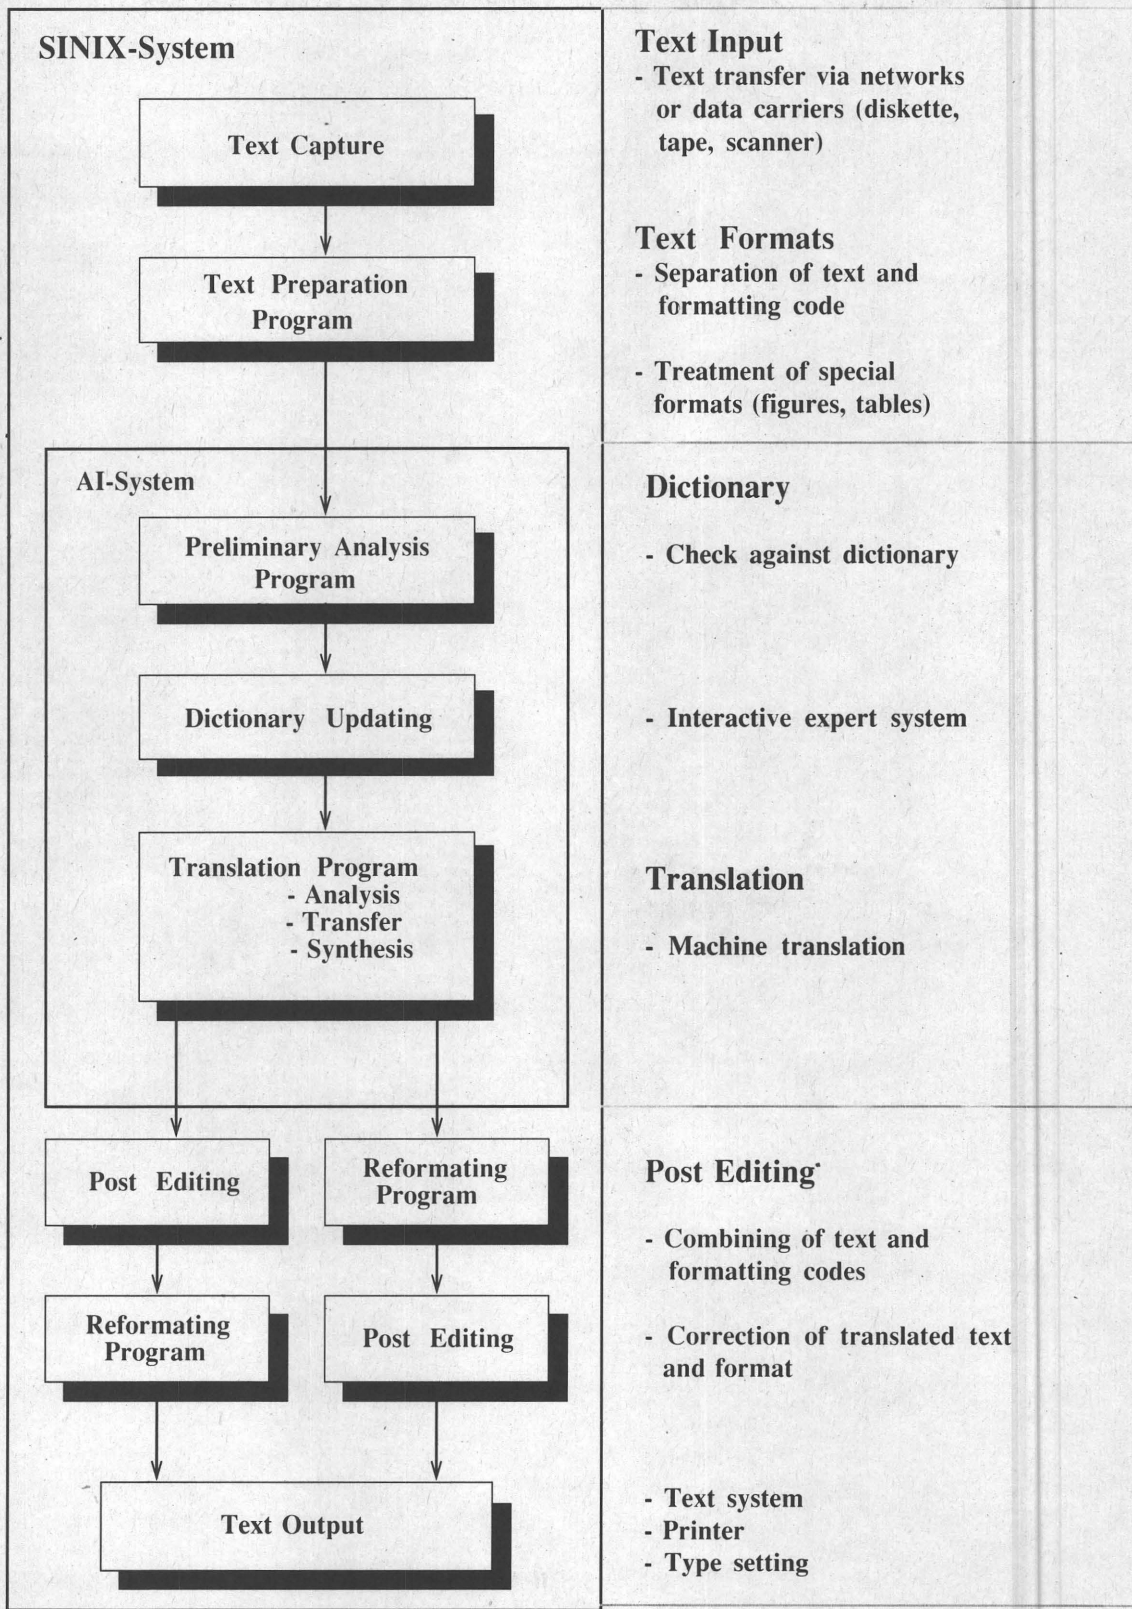 SINIX-System
Text Capture
Text Preparation
Program
AI-System
Preliminary Analysis
Program
Dictionary Updating
Translation Program
- Analysis
- Transfer
- Synthesis
Post Editing
Reformating
Program
Reformating
Program
Post Editing
Text Output
Text Input
- Text transfer via networks
or data carriers (diskette,
tape, scanner)
Text Formats
- Separation of text and
formatting code
- Treatment of special
formats (figures, tables)
Dictionary
- Check against dictionary
- Interactive expert system
Translation
- Machine translation
Post Editing
- Combining of text and
formatting codes
- Correction of translated text
and format
- Text system
- Printer
- Type setting